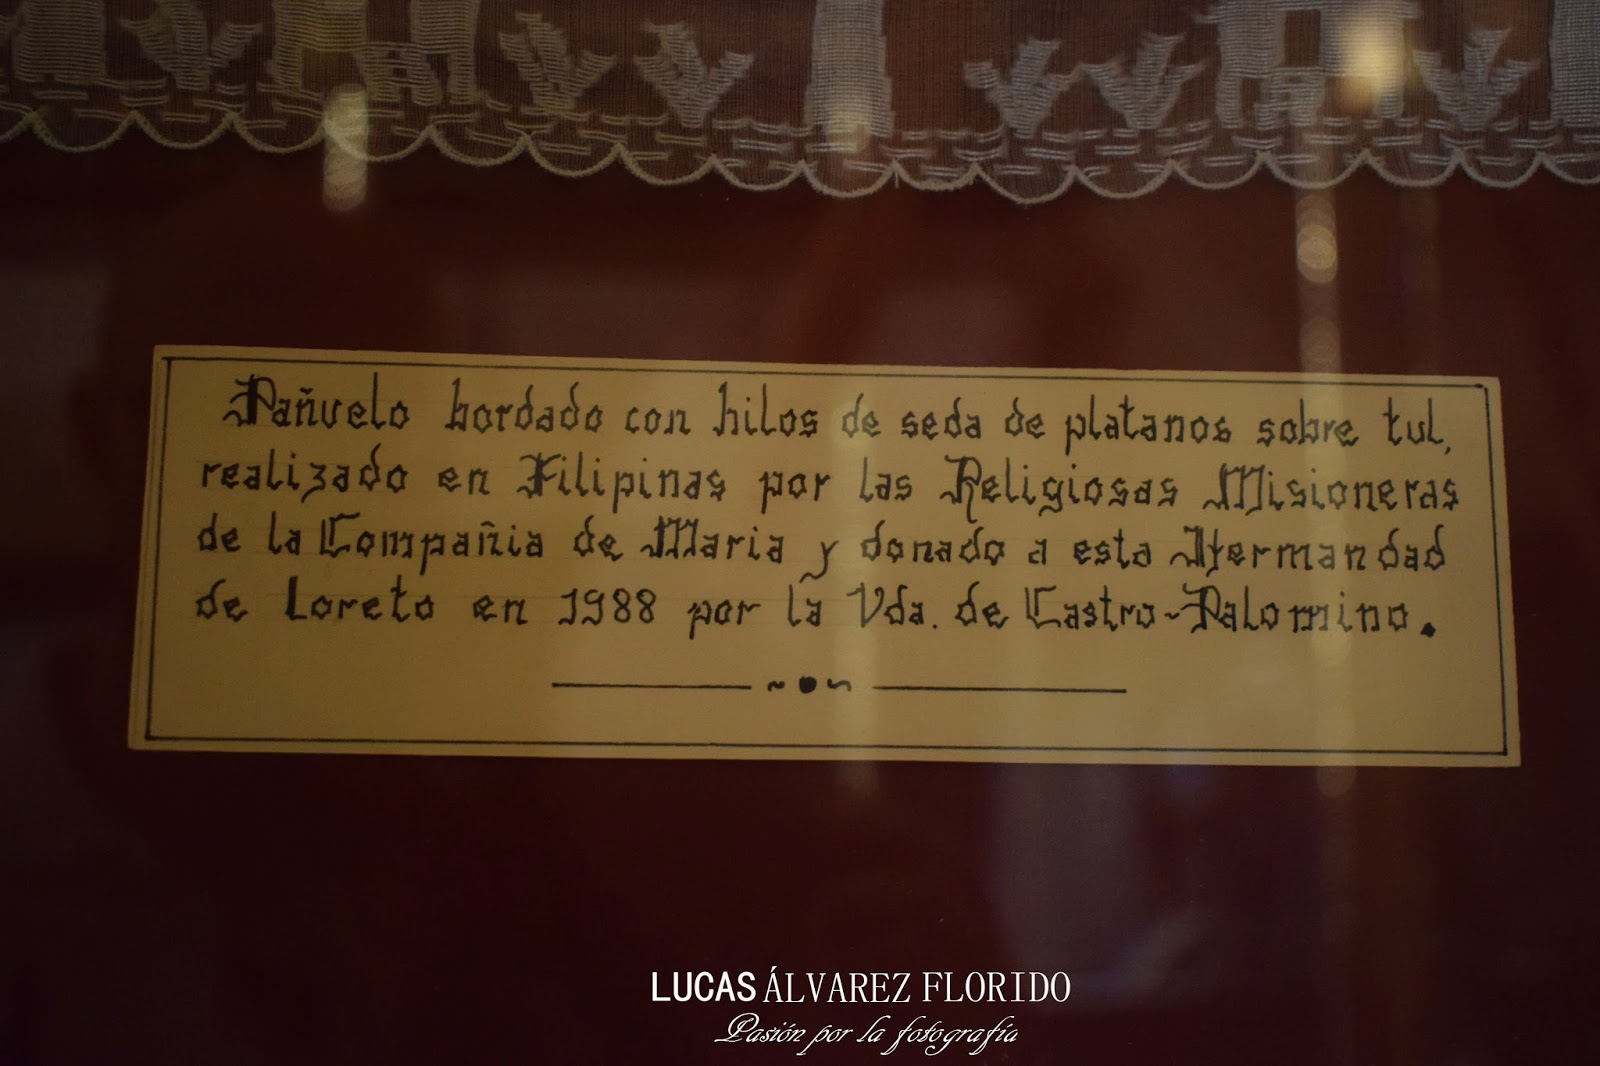 Pañuelo bordado con hilos de seda de platanos sobre tul,
realizado en Filipinas por las Religiosas Misioneras
de la Compañia de Maria y donado a esta Hermandad
de Loreto en 1988 por la Vda. de Castro-Palomino.
LUCAS ÁLVAREZ FLORIDO
Pasión por la fotografía